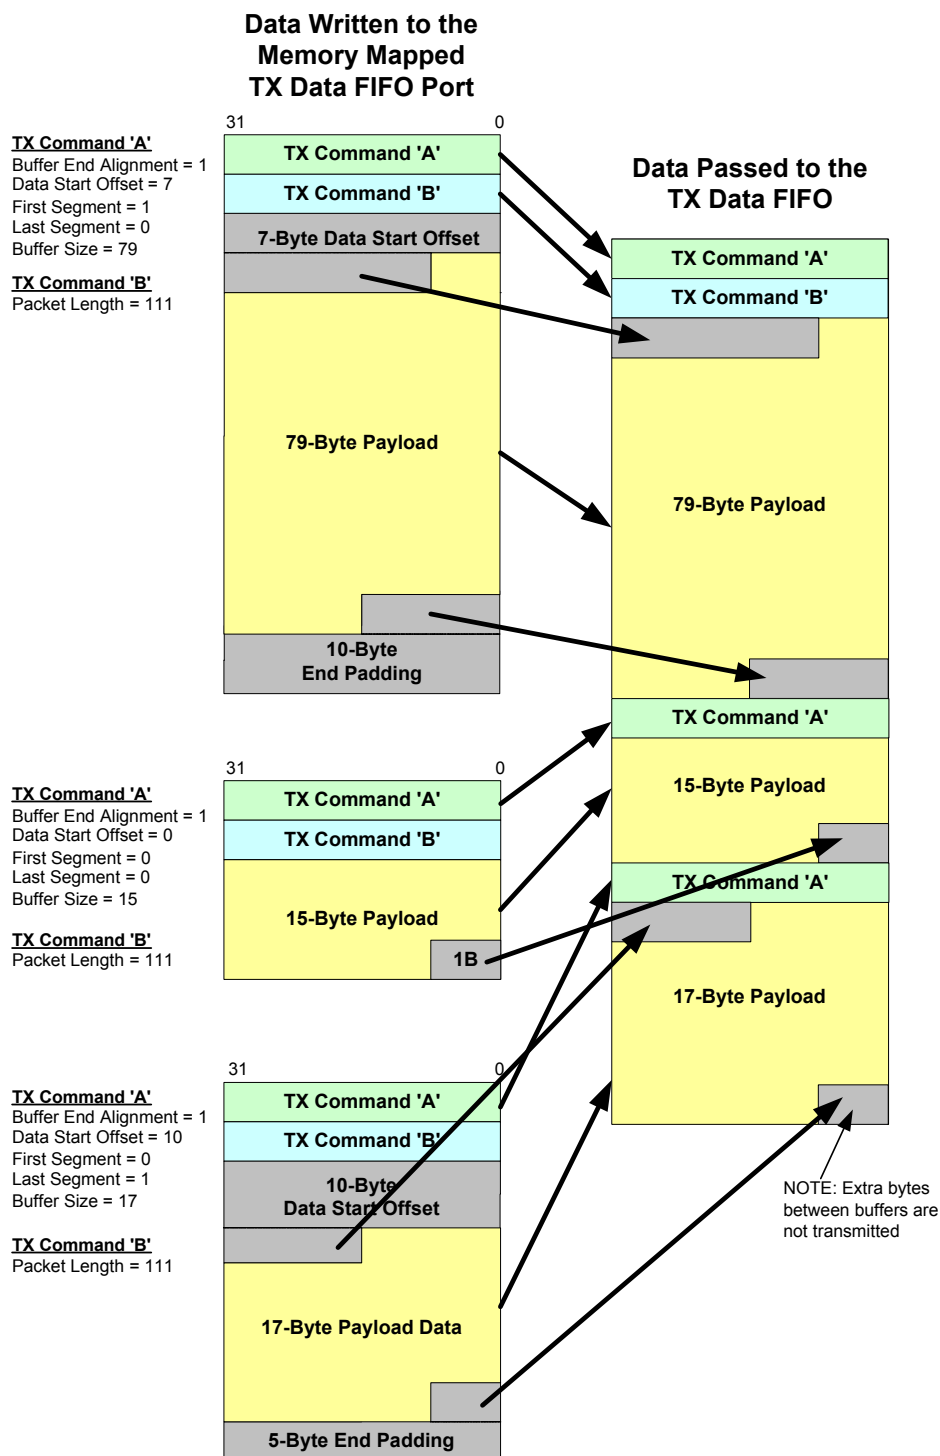 Data Written to the
Memory Mapped
TX Data FIFO Port
31 0
TX Command 'A'
Buffer End Alignment = 1
Data Start Offset = 7
First Segment = 1
Last Segment = 0
Buffer Size = 79
TX Command 'B'
Packet Length = 111
TX Command 'A'
TX Command 'B'
7-Byte Data Start Offset
79-Byte Payload
10-Byte
End Padding
Data Passed to the
TX Data FIFO
TX Command 'A'
TX Command 'B'
79-Byte Payload
TX Command 'A'
15-Byte Payload
TX Command 'A'
17-Byte Payload
NOTE: Extra bytes
between buffers are
not transmitted
31 0
TX Command 'A'
Buffer End Alignment = 1
Data Start Offset = 0
First Segment = 0
Last Segment = 0
Buffer Size = 15
TX Command 'B'
Packet Length = 111
TX Command 'A'
TX Command 'B'
15-Byte Payload
1B
31 0
TX Command 'A'
Buffer End Alignment = 1
Data Start Offset = 10
First Segment = 0
Last Segment = 1
Buffer Size = 17
TX Command 'B'
Packet Length = 111
TX Command 'A'
TX Command 'B'
10-Byte
Data Start Offset
17-Byte Payload Data
5-Byte End Padding